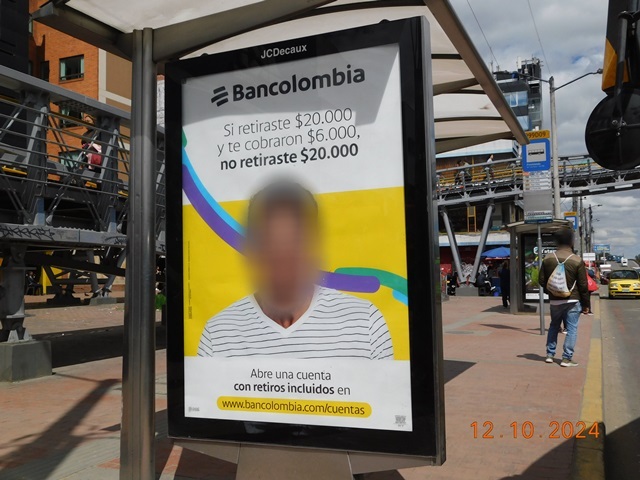 JCDecaux
Bancolombia
Si retiraste $20.000
y te cobraron $6.000,
no retiraste $20.000
Abre una cuenta
con retiros incluidos en
www.bancolombia.com/cuentas
12.10.2024